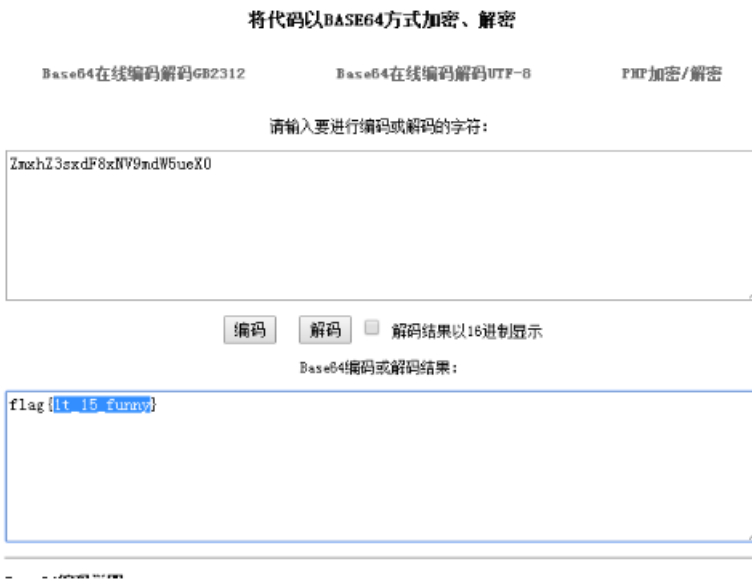 将代码以BASE64方式加密、解密
Base64在线编码解码GB2312 Base64在线编码解码UTF-8 PHP加密/解密
请输入要进行编码或解码的字符：
ZmxhZ3sxdF8xNV9mdW5ueX0
编码 解码 解码结果以16进制显示
Base64编码或解码结果：
flag{1t_15_funny}